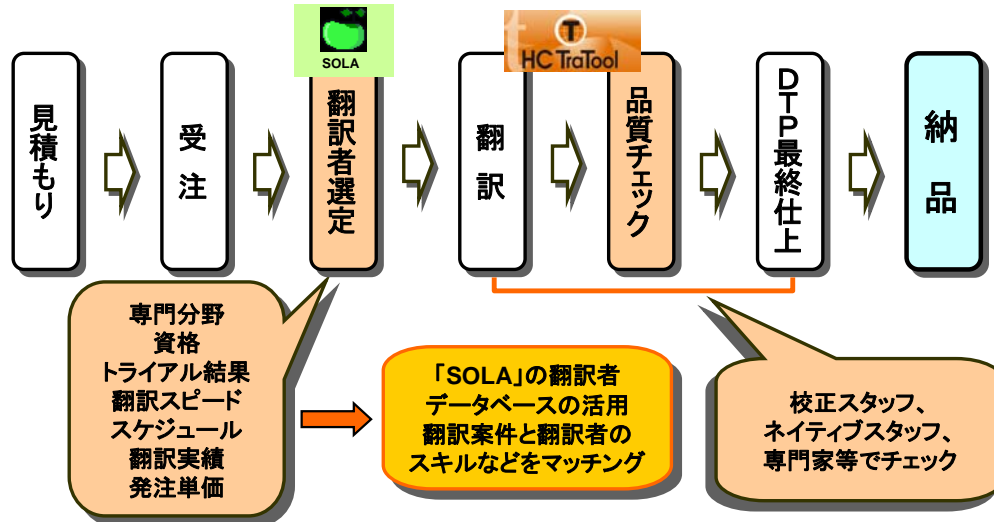 SOLA
HC TraTool
見積もり
受注
翻訳者選定
翻訳
品質チェック
DTP最終仕上
納品
専門分野
資格
トライアル結果
翻訳スピード
スケジュール
翻訳実績
発注単価
「SOLA」の翻訳者
データベースの活用
翻訳案件と翻訳者の
スキルなどをマッチング
校正スタッフ、
ネイティブスタッフ、
専門家等でチェック